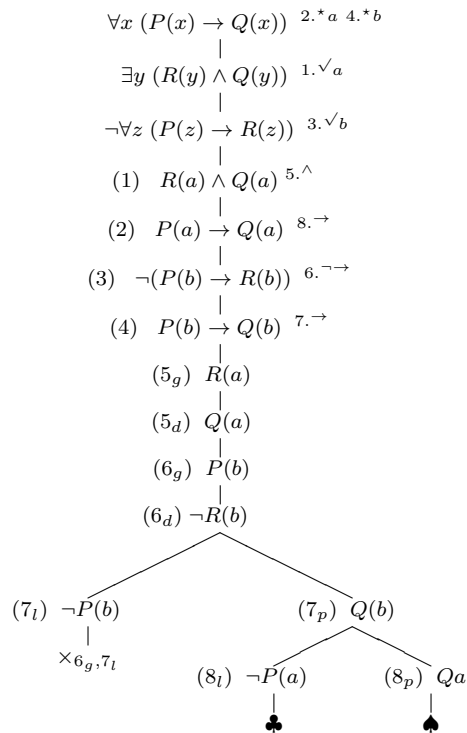 ∀x (P(x) → Q(x)) 2.⋆a 4.⋆b
∃y (R(y) ∧ Q(y)) 1.√a
¬∀z (P(z) → R(z)) 3.√b
(1) R(a) ∧ Q(a) 5.∧
(2) P(a) → Q(a) 8.→
(3) ¬(P(b) → R(b)) 6.¬→
(4) P(b) → Q(b) 7.→
(5g) R(a)
(5d) Q(a)
(6g) P(b)
(6d) ¬R(b)
(7l) ¬P(b) (7p) Q(b)
×6g,7l
(8l) ¬P(a) (8p) Qa
♣ ♠